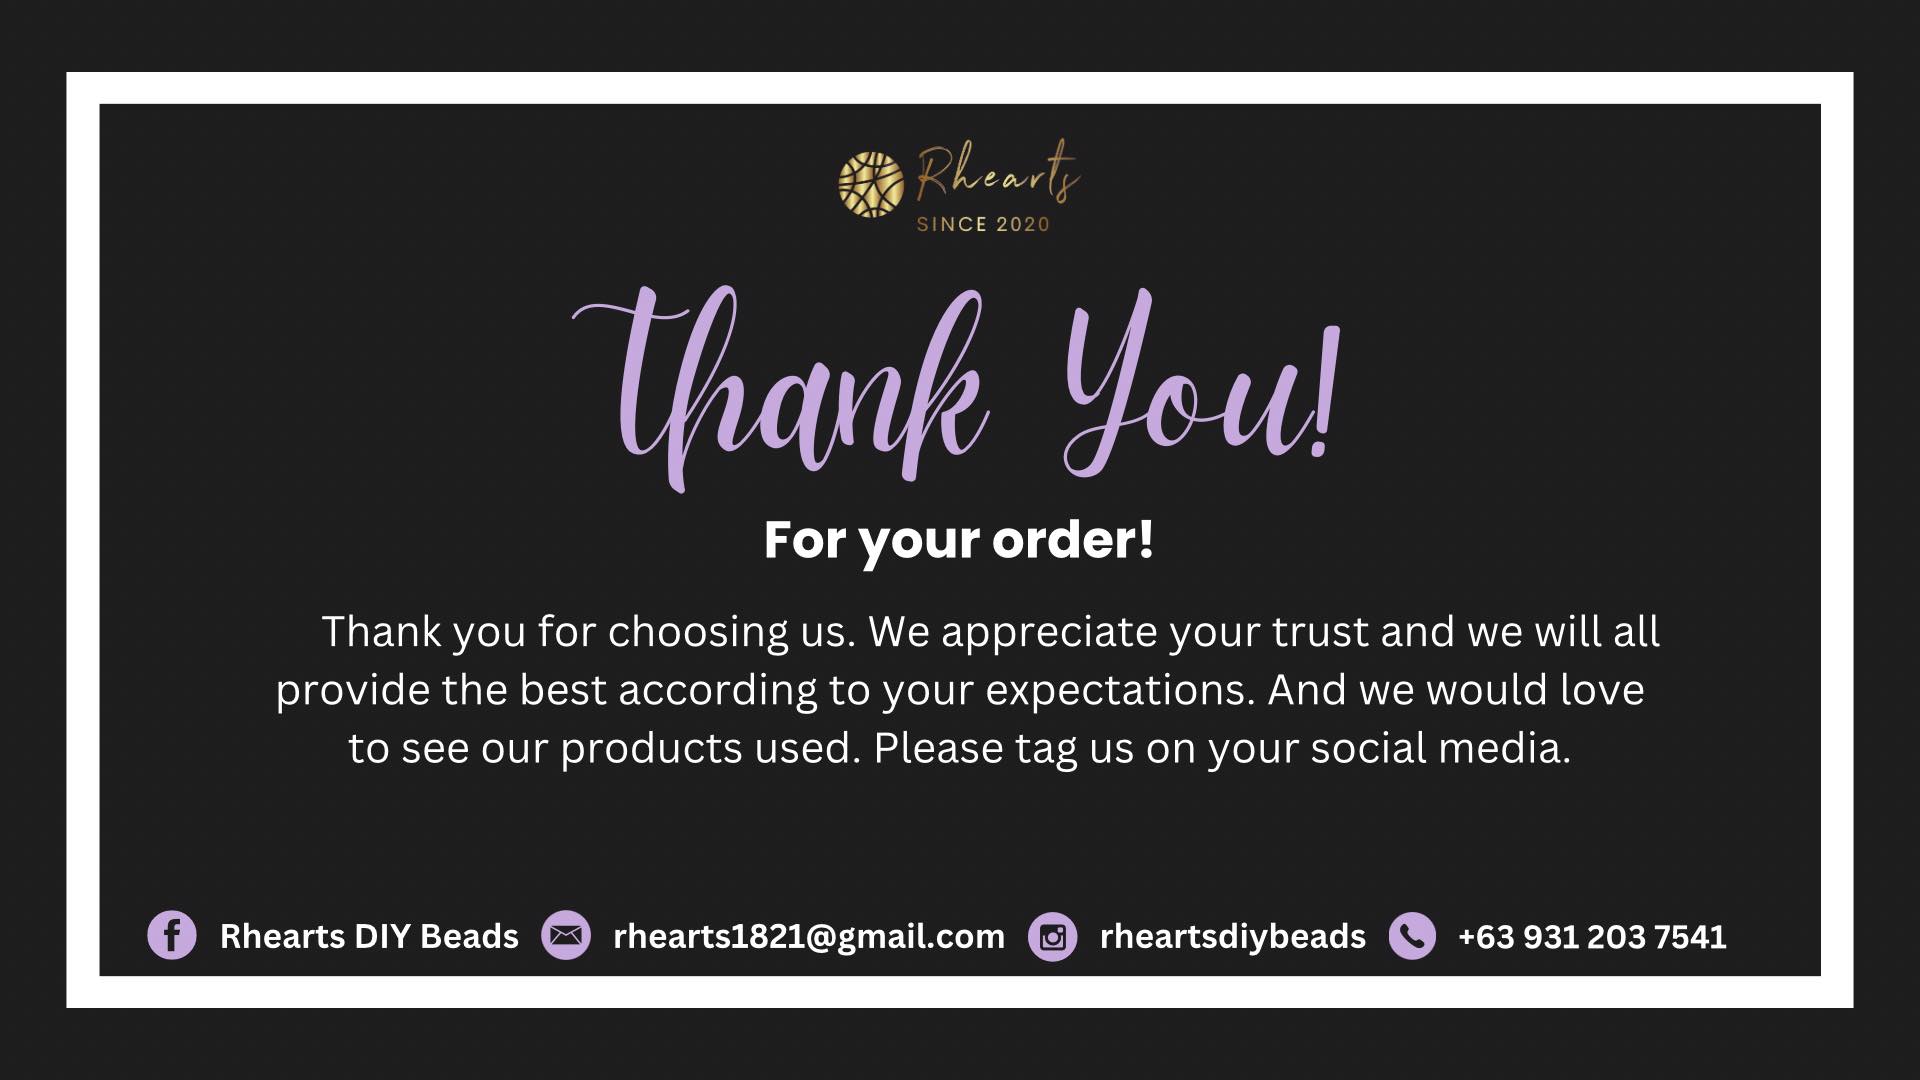 Rhearts
SINCE 2020
Thank You!
For your order!
Thank you for choosing us. We appreciate your trust and we will all
provide the best according to your expectations. And we would love
to see our products used. Please tag us on your social media.
Rhearts DIY Beads rhearts1821@gmail.com rheartsdiybeads +63 931 203 7541